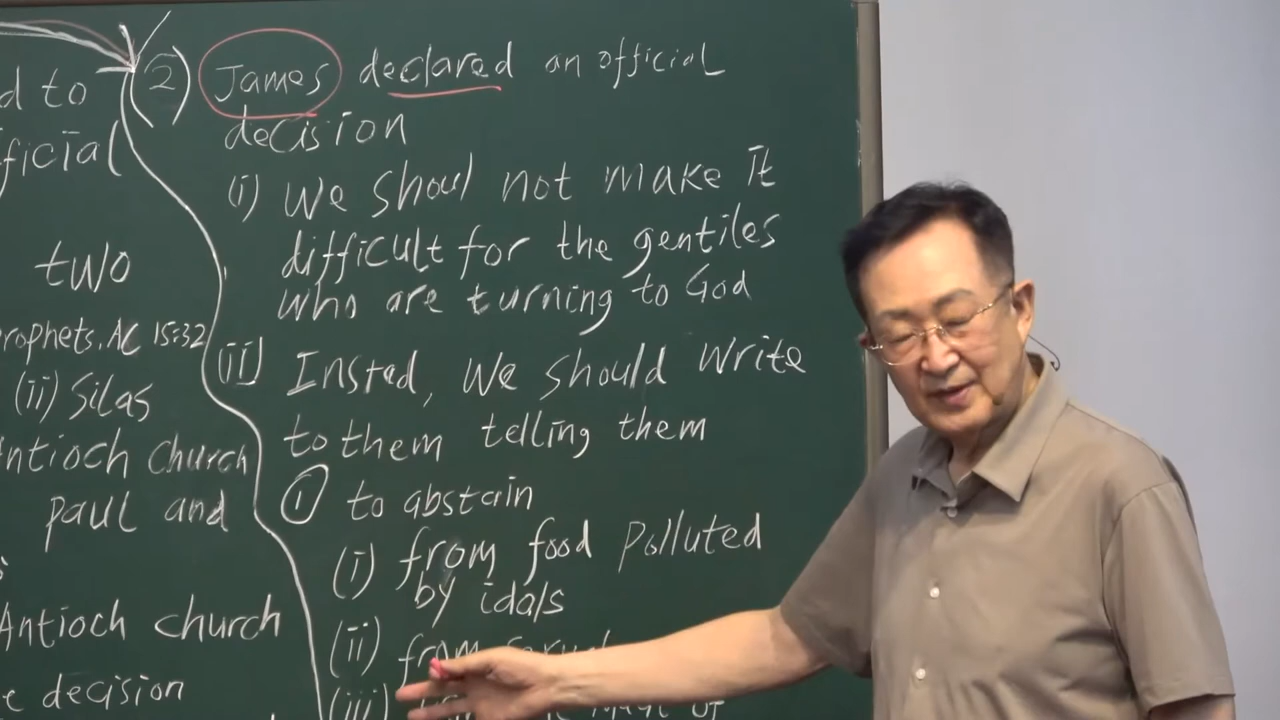 d to
ficial
two
rophets, AC 15:32
(ii) Silas
ntioch church
paul and
Antioch church
e decision
(2) James declared an official
decision
(i) We shoul not make it
difficult for the gentiles
who are turning to God
(ii) Insted, we should write
to them telling them
① to abstain
(i) from food polluted
by idals
(ii) from
(iii)